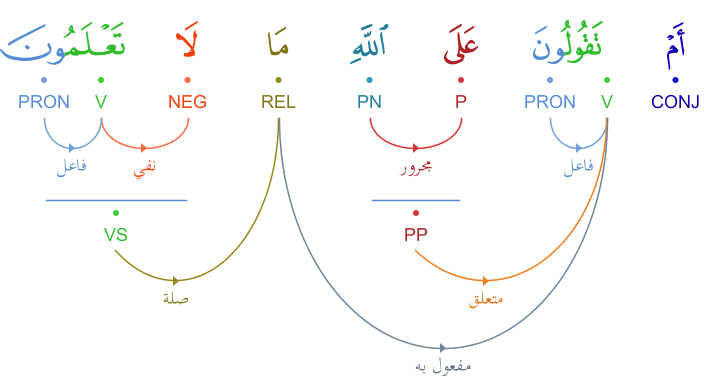 أَمْ تَقُولُونَ عَلَى ٱللَّهِ مَا لَا تَعْلَمُونَ
CONJ V PRON P PN REL NEG V PRON
فاعل مجرور نفي فاعل
PP VS
متعلق صلة
مفعول به